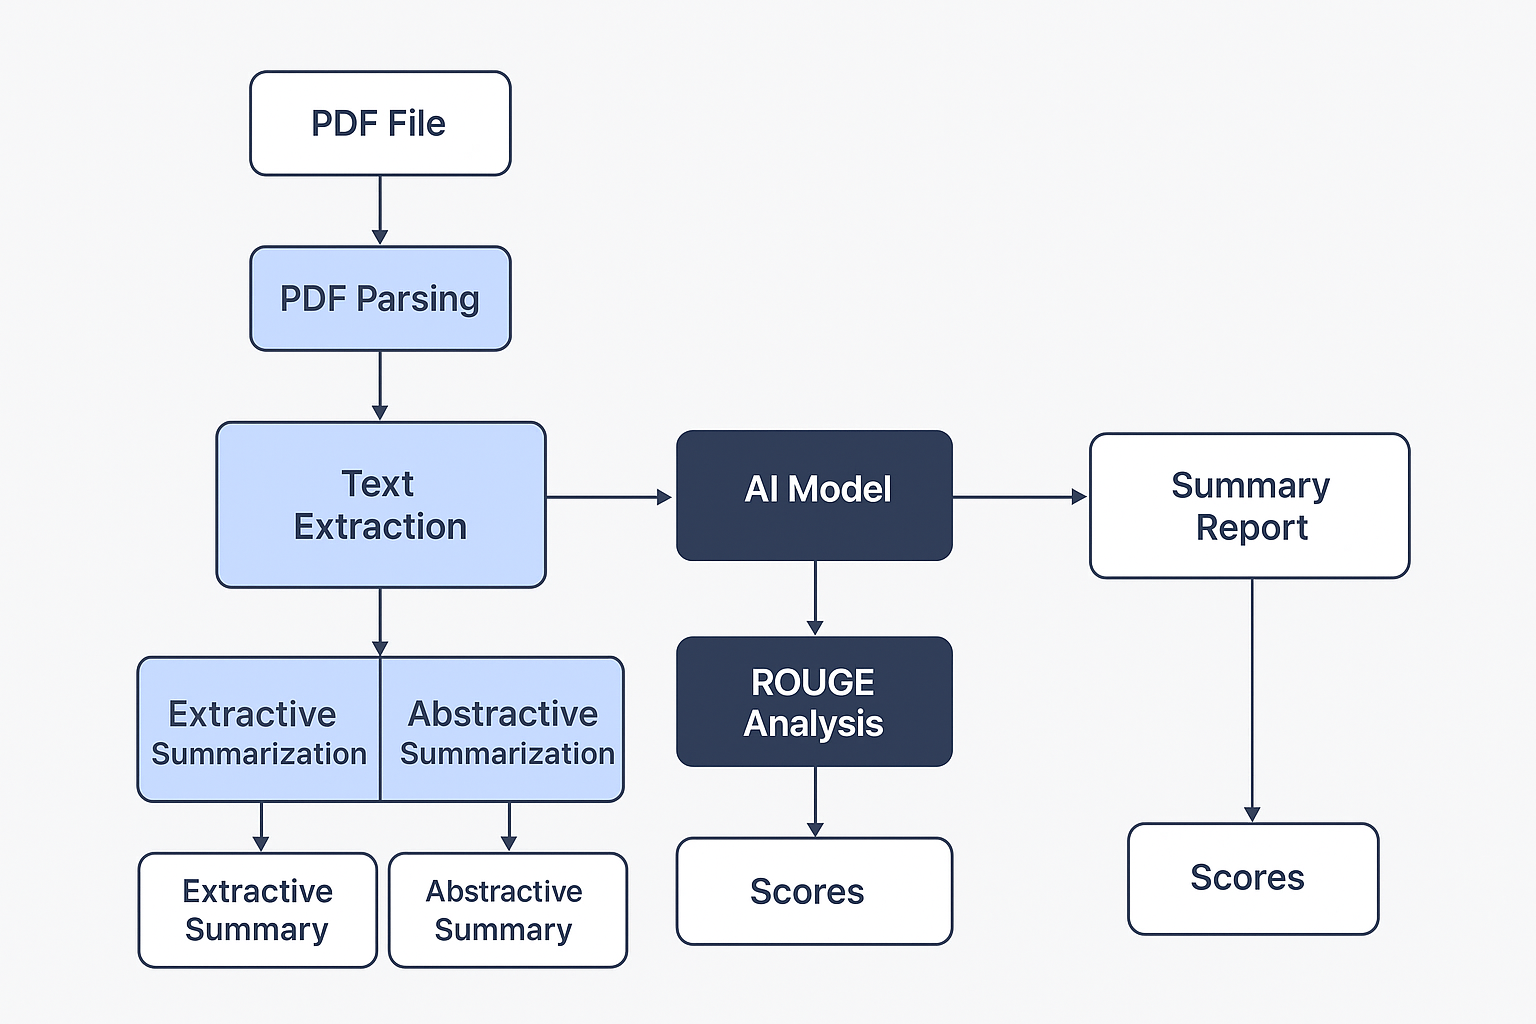 PDF File
PDF Parsing
Text
Extraction
AI Model
Summary
Report
Extractive
Summarization
Abstractive
Summarization
ROUGE
Analysis
Extractive
Summary
Abstractive
Summary
Scores
Scores